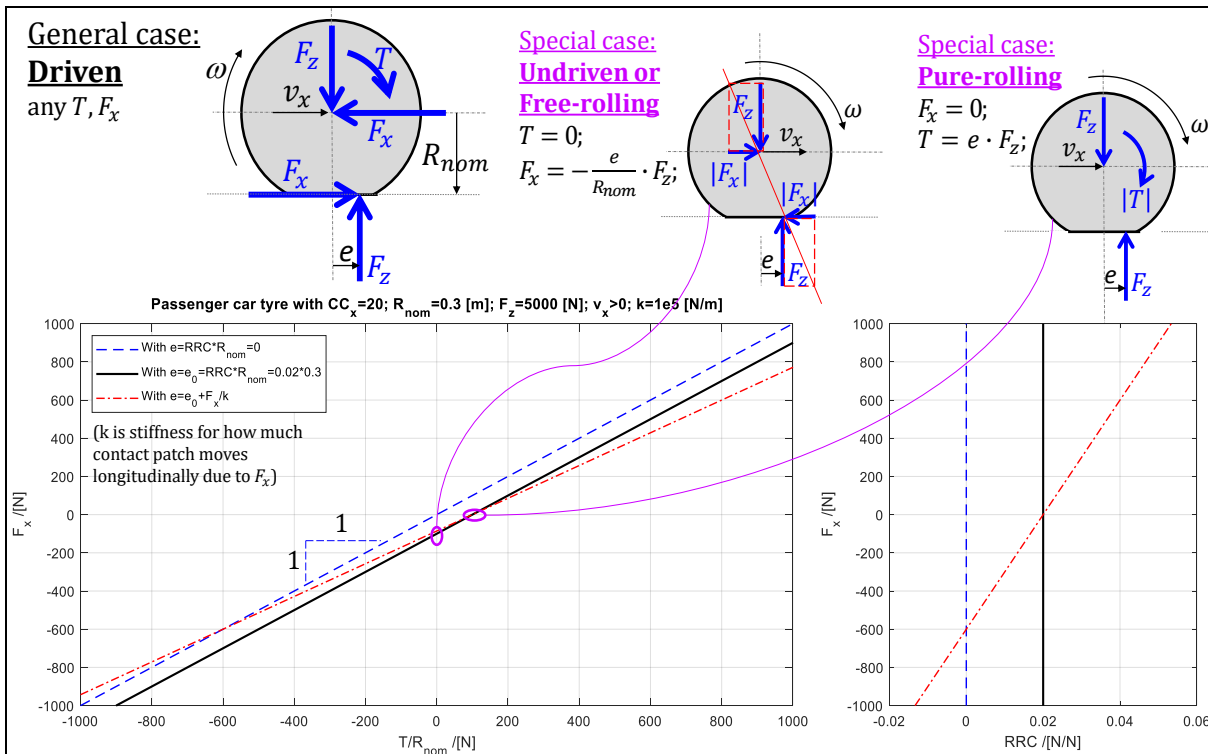 General case:
Driven
any T, F_x
ω
F_z
T
v_x
F_x
R_nom
F_x
e
F_z
Special case:
Undriven or
Free-rolling
T = 0;
F_x = − e/R_nom · F_z;
ω
F_z
v_x
|F_x|
|F_x|
e
F_z
Special case:
Pure-rolling
F_x = 0;
T = e · F_z;
ω
F_z
v_x
|T|
e
F_z
Passenger car tyre with CC_x=20; R_nom=0.3 [m]; F_z=5000 [N]; v_x>0; k=1e5 [N/m]
With e=RRC*R_nom=0
With e=e_0=RRC*R_nom=0.02*0.3
With e=e_0+F_x/k
(k is stiffness for how much
contact patch moves
longitudinally due to F_x)
1
1
F_x /[N]
1000
800
600
400
200
0
-200
-400
-600
-800
-1000
-1000 -800 -600 -400 -200 0 200 400 600 800 1000
T/R_nom /[N]
F_x /[N]
1000
800
600
400
200
0
-200
-400
-600
-800
-1000
-0.02 0 0.02 0.04 0.06
RRC /[N/N]